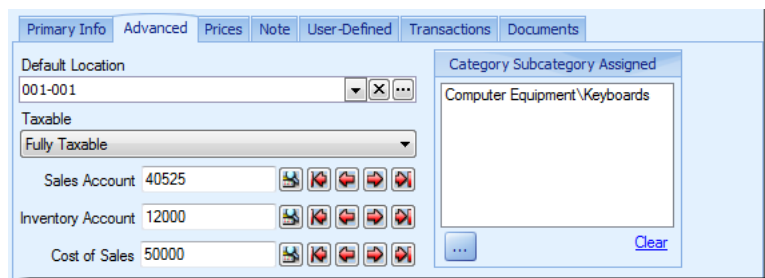 Primary Info Advanced Prices Note User-Defined Transactions Documents
Default Location
001-001
Taxable
Fully Taxable
Sales Account 40525
Inventory Account 12000
Cost of Sales 50000
Category Subcategory Assigned
Computer Equipment\Keyboards
... Clear